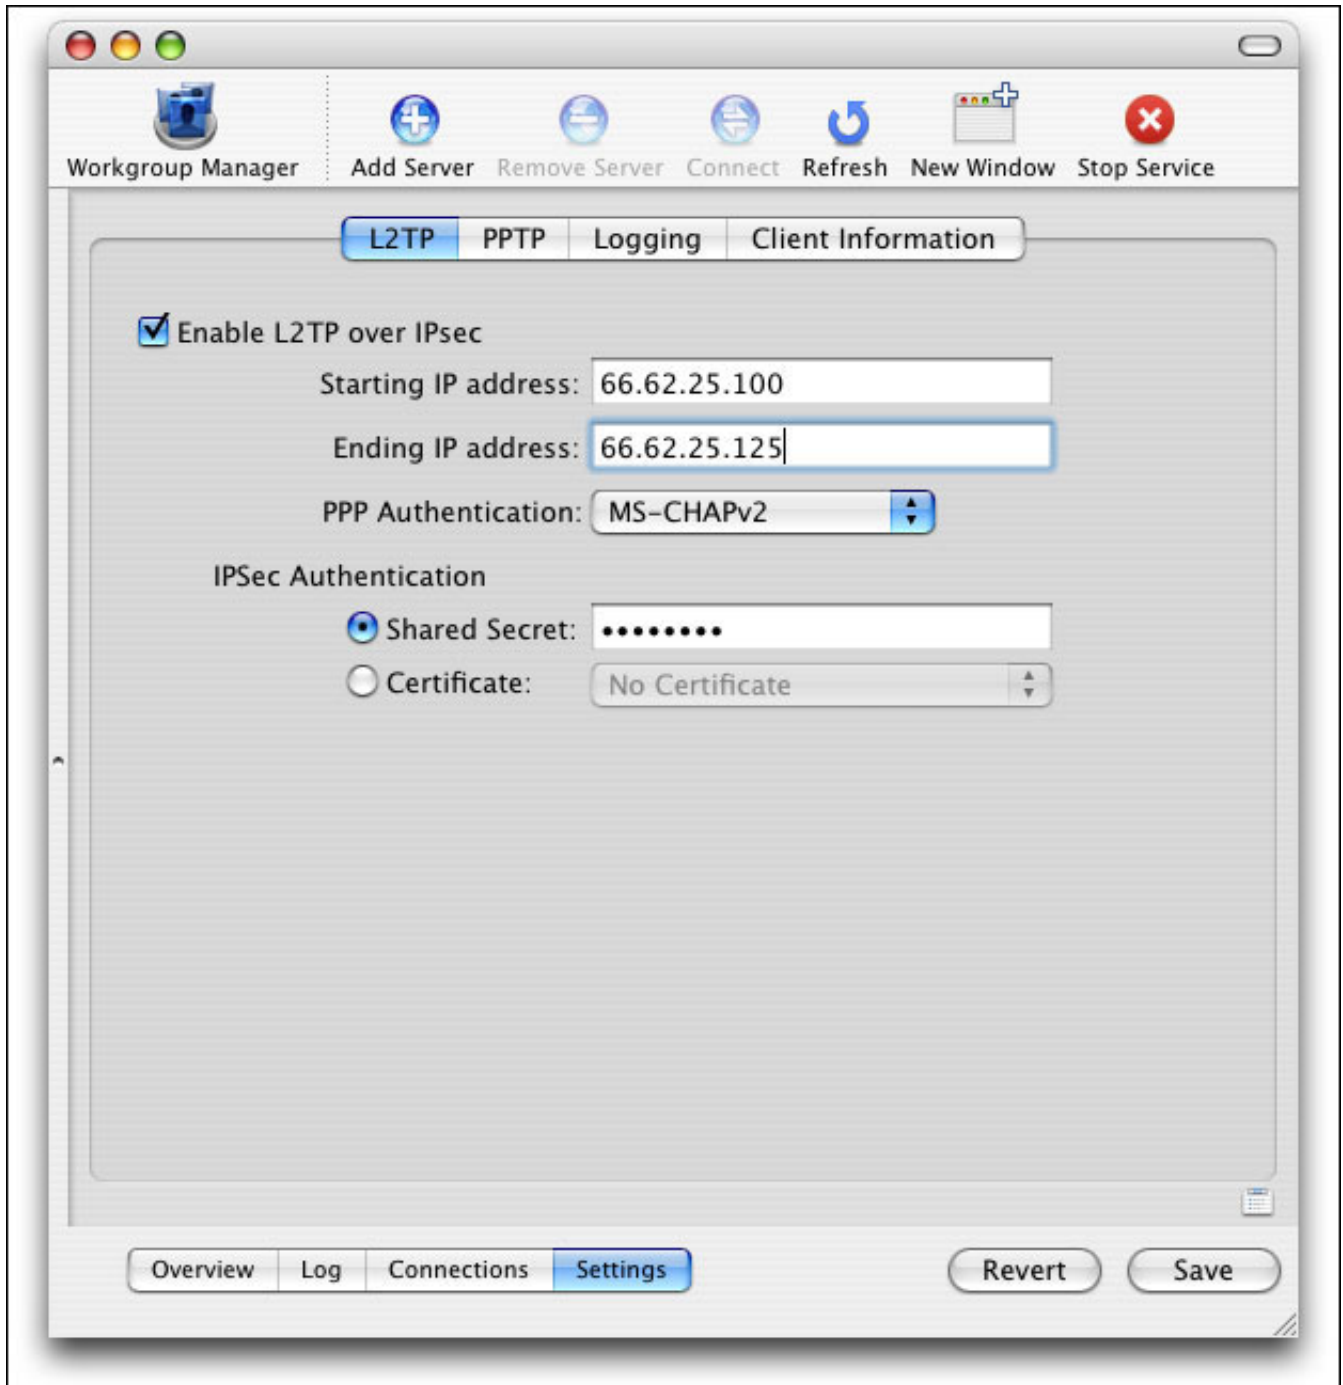 Workgroup Manager Add Server Remove Server Connect Refresh New Window Stop Service
L2TP PPTP Logging Client Information
Enable L2TP over IPsec
Starting IP address: 66.62.25.100
Ending IP address: 66.62.25.125
PPP Authentication: MS-CHAPv2
IPSec Authentication
Shared Secret: ••••••••
Certificate: No Certificate
Overview Log Connections Settings Revert Save